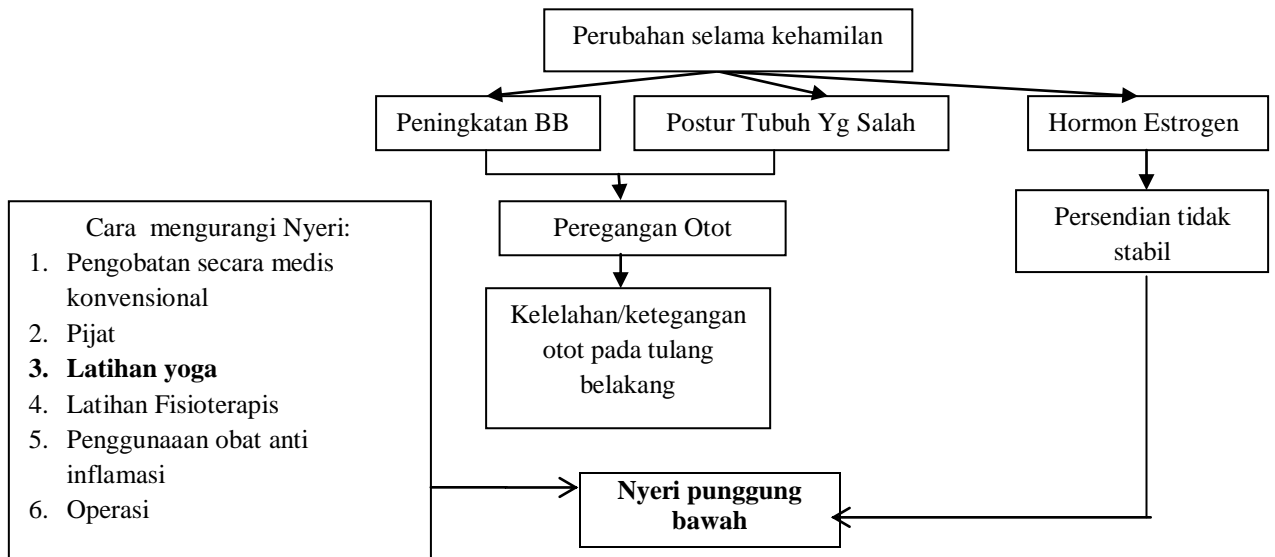 Perubahan selama kehamilan
Peningkatan BB
Postur Tubuh Yg Salah
Hormon Estrogen
Peregangan Otot
Persendian tidak
stabil
Kelelahan/ketegangan
otot pada tulang
belakang
Cara mengurangi Nyeri:
1. Pengobatan secara medis
konvensional
2. Pijat
3. Latihan yoga
4. Latihan Fisioterapis
5. Penggunaaan obat anti
inflamasi
6. Operasi
Nyeri punggung
bawah